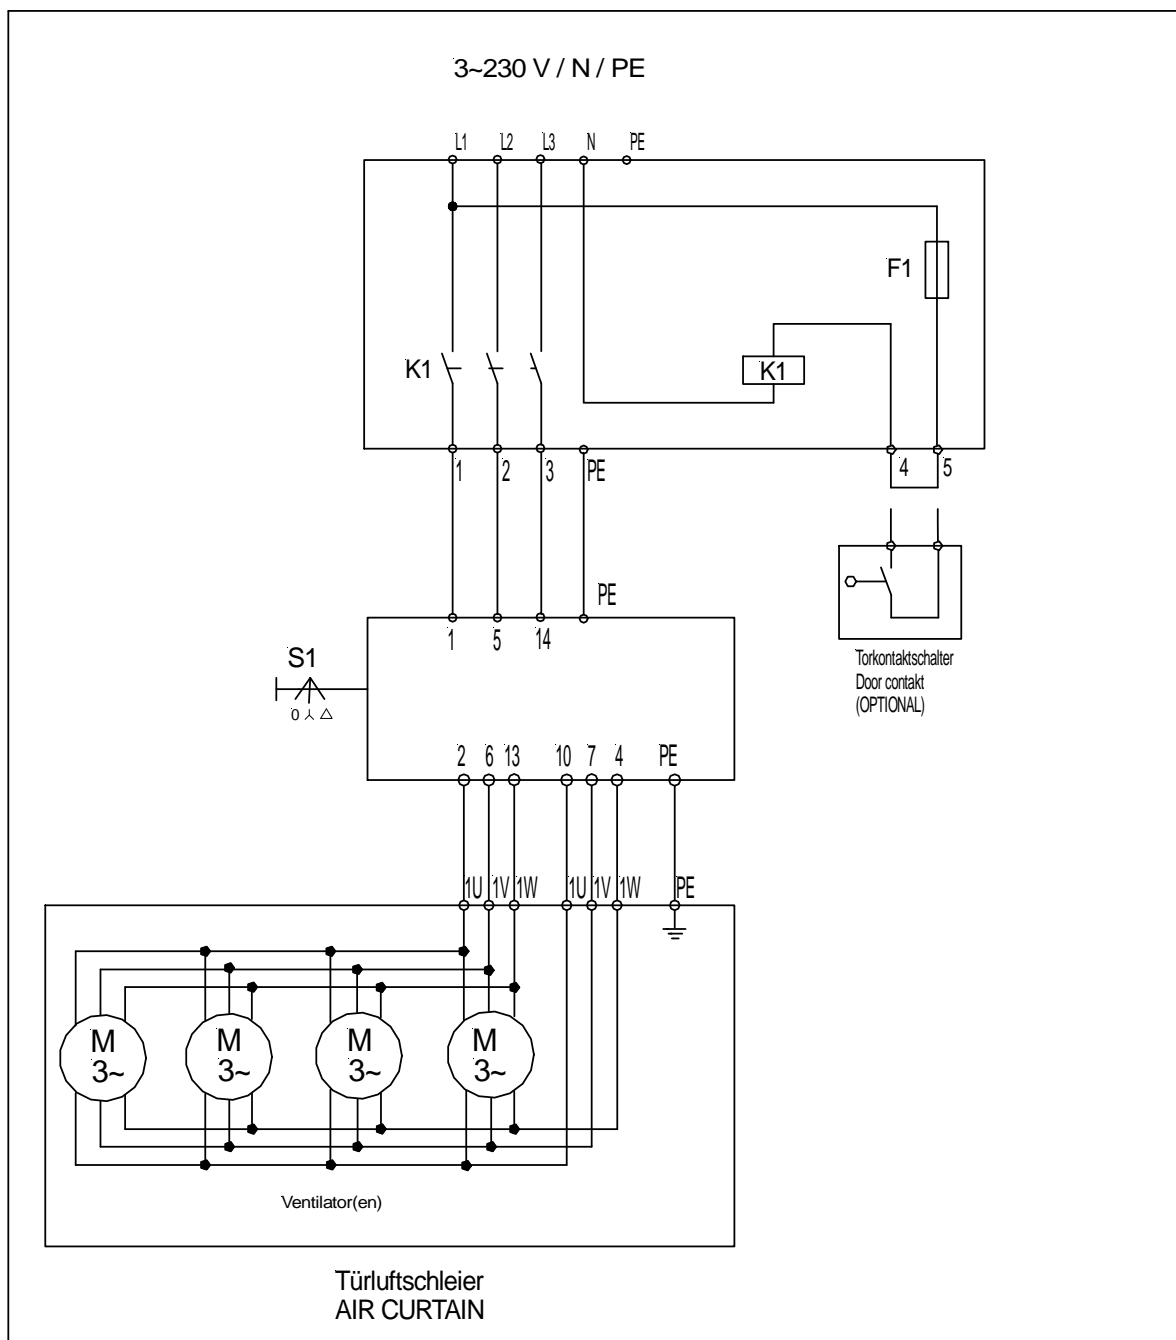 3~230 V / N / PE
L1 L2 L3 N PE
F1
K1 K1
1 2 3 PE 4 5
PE
1 5 14
S1
0 ⅄ △
Torkontaktschalter
Door contakt
(OPTIONAL)
2 6 13 10 7 4 PE
1U 1V 1W 1U 1V 1W PE
M M M M
3~ 3~ 3~ 3~
Ventilator(en)
Türluftschleier
AIR CURTAIN